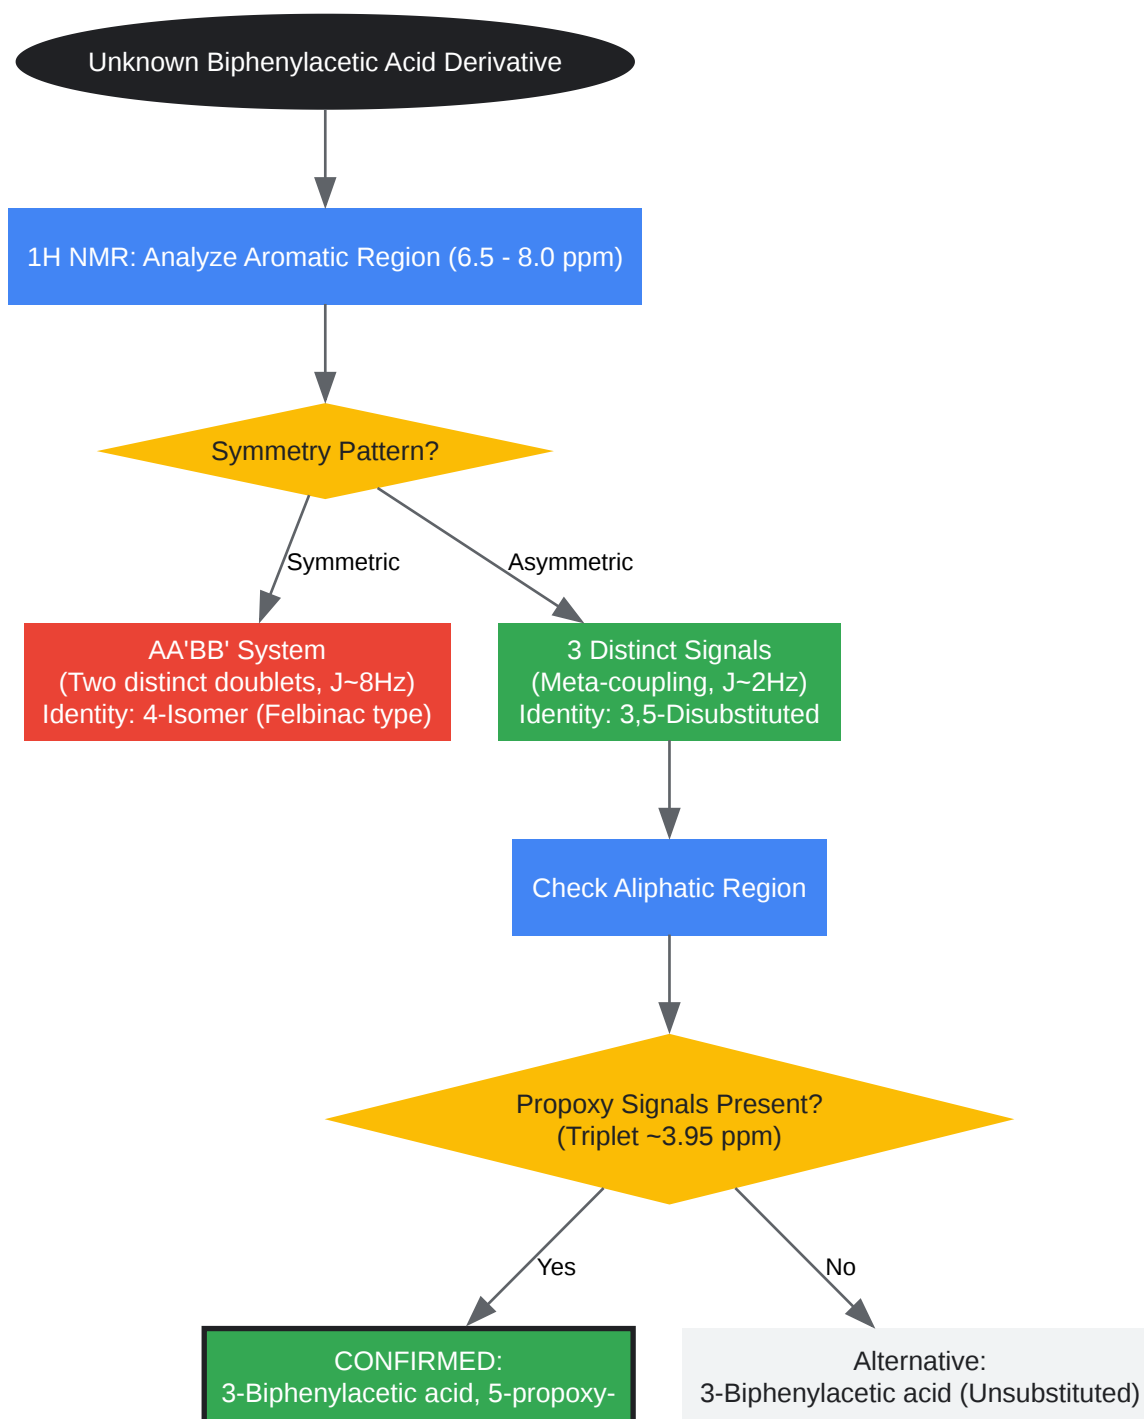 Unknown Biphenylacetic Acid Derivative
1H NMR: Analyze Aromatic Region (6.5 - 8.0 ppm)
Symmetry Pattern?
Symmetric
Asymmetric
AA'BB' System
(Two distinct doublets, J~8Hz)
Identity: 4-Isomer (Felbinac type)
3 Distinct Signals
(Meta-coupling, J~2Hz)
Identity: 3,5-Disubstituted
Check Aliphatic Region
Propoxy Signals Present?
(Triplet ~3.95 ppm)
Yes
No
CONFIRMED:
3-Biphenylacetic acid, 5-propoxy-
Alternative:
3-Biphenylacetic acid (Unsubstituted)